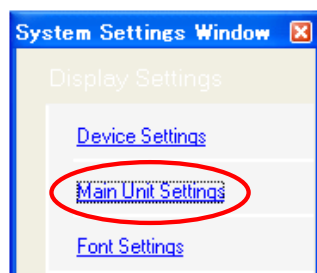 System Settings Window
Display Settings
Device Settings
Main Unit Settings
Font Settings